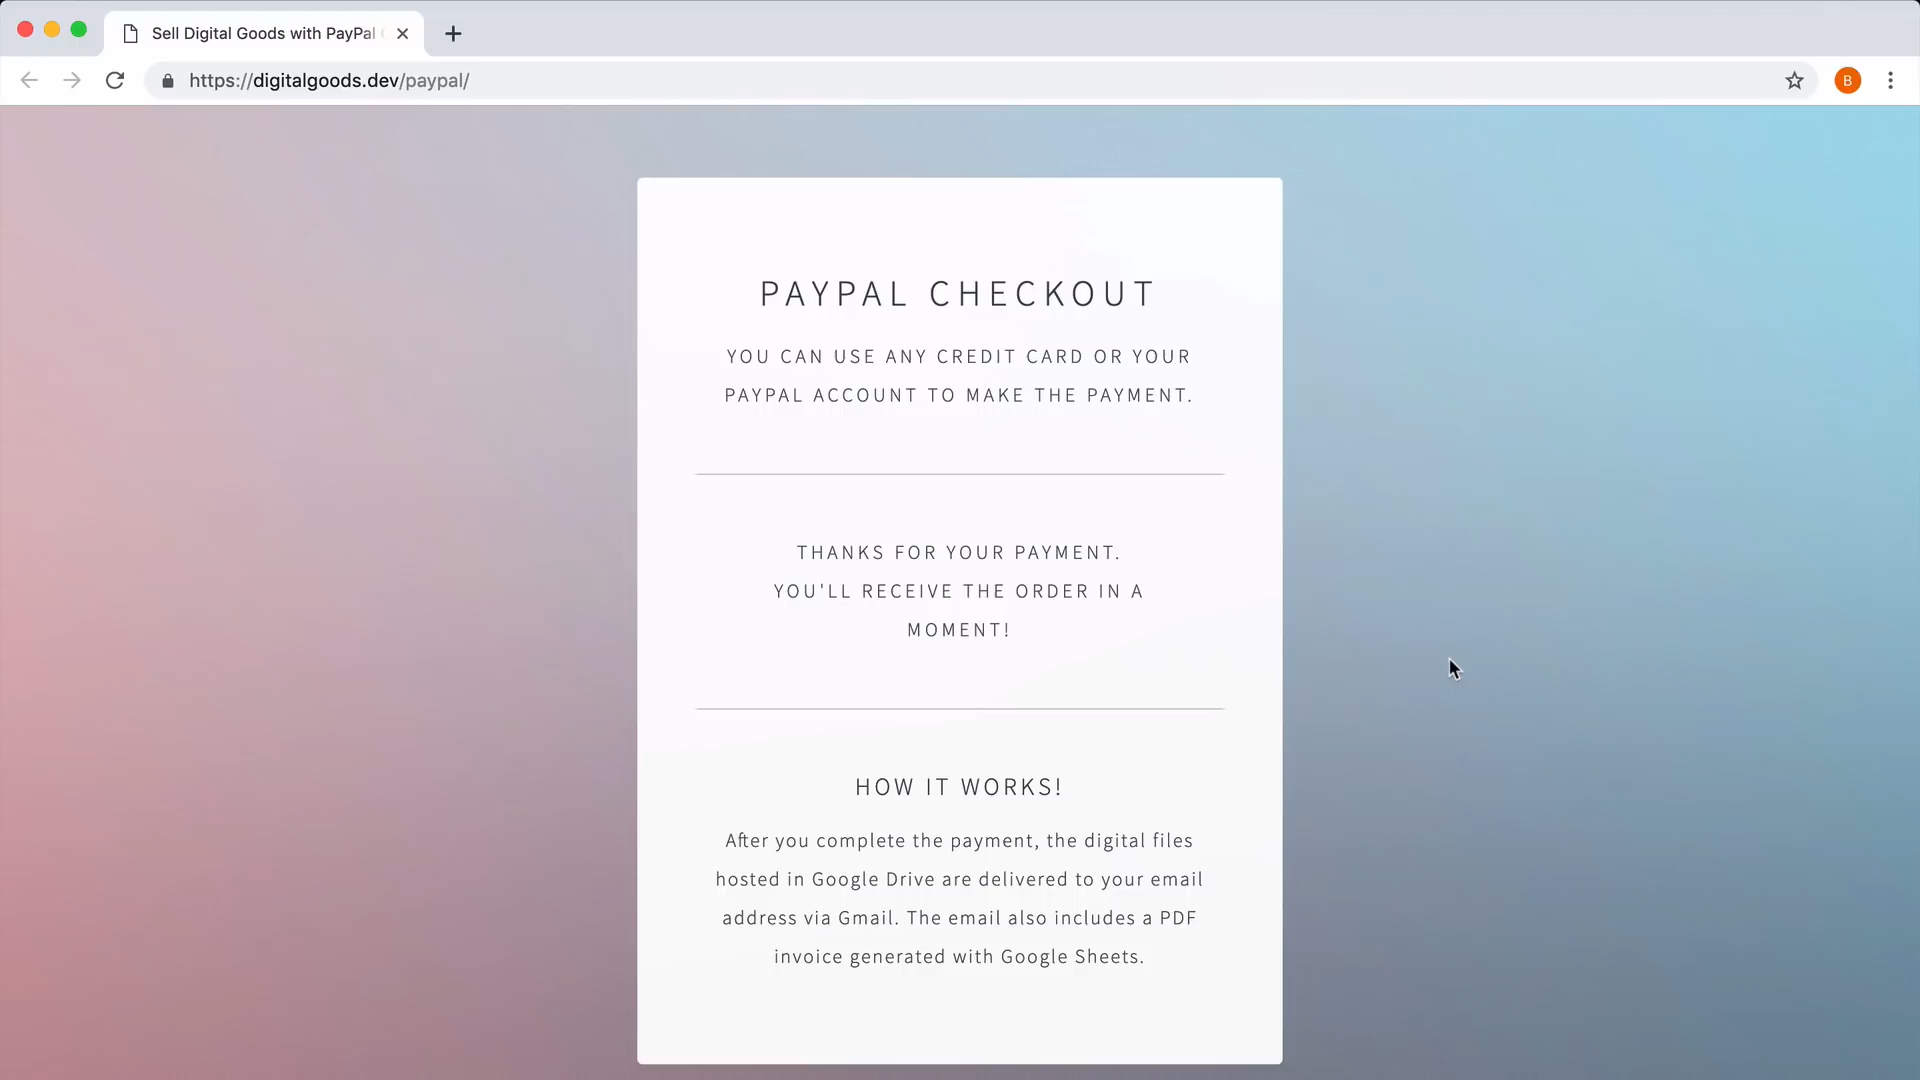 Sell Digital Goods with PayPal
https://digitalgoods.dev/paypal/
B
PAYPAL CHECKOUT
YOU CAN USE ANY CREDIT CARD OR YOUR
PAYPAL ACCOUNT TO MAKE THE PAYMENT.
THANKS FOR YOUR PAYMENT.
YOU'LL RECEIVE THE ORDER IN A
MOMENT!
HOW IT WORKS!
After you complete the payment, the digital files
hosted in Google Drive are delivered to your email
address via Gmail. The email also includes a PDF
invoice generated with Google Sheets.